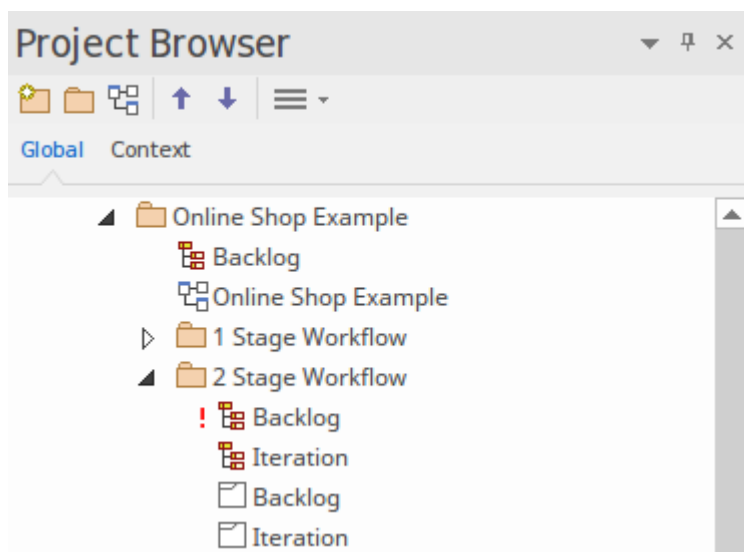 Project Browser
Global Context
Online Shop Example
Backlog
Online Shop Example
1 Stage Workflow
2 Stage Workflow
! Backlog
Iteration
Backlog
Iteration